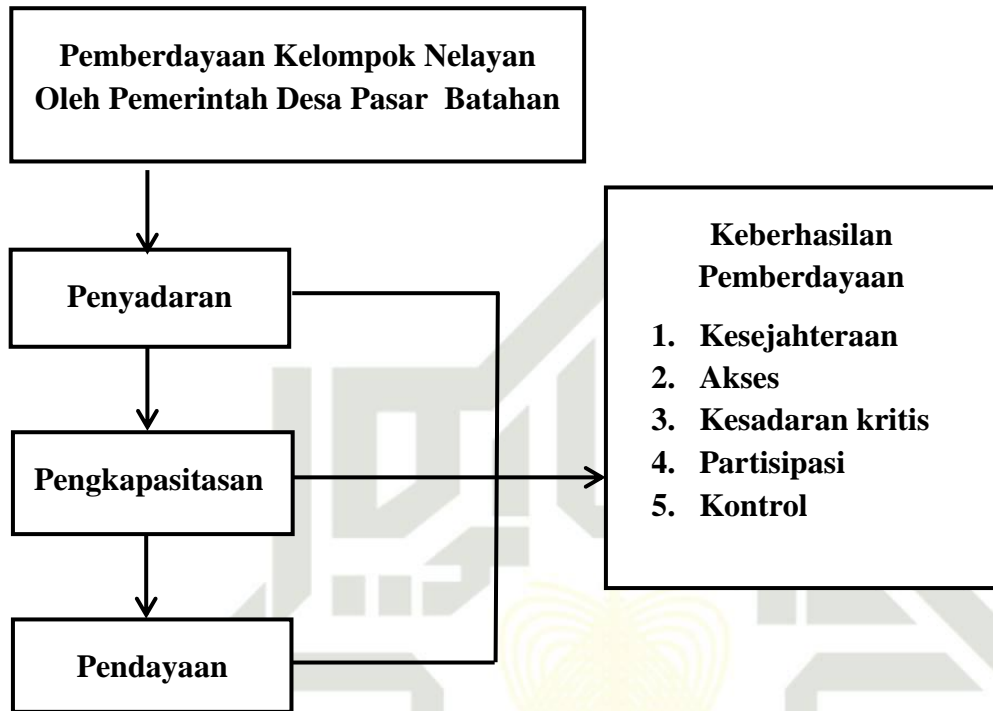 Pemberdayaan Kelompok Nelayan
Oleh Pemerintah Desa Pasar Batahan
Penyadaran
Pengkapasitasan
Pendayaan
Keberhasilan
Pemberdayaan
1. Kesejahteraan
2. Akses
3. Kesadaran kritis
4. Partisipasi
5. Kontrol